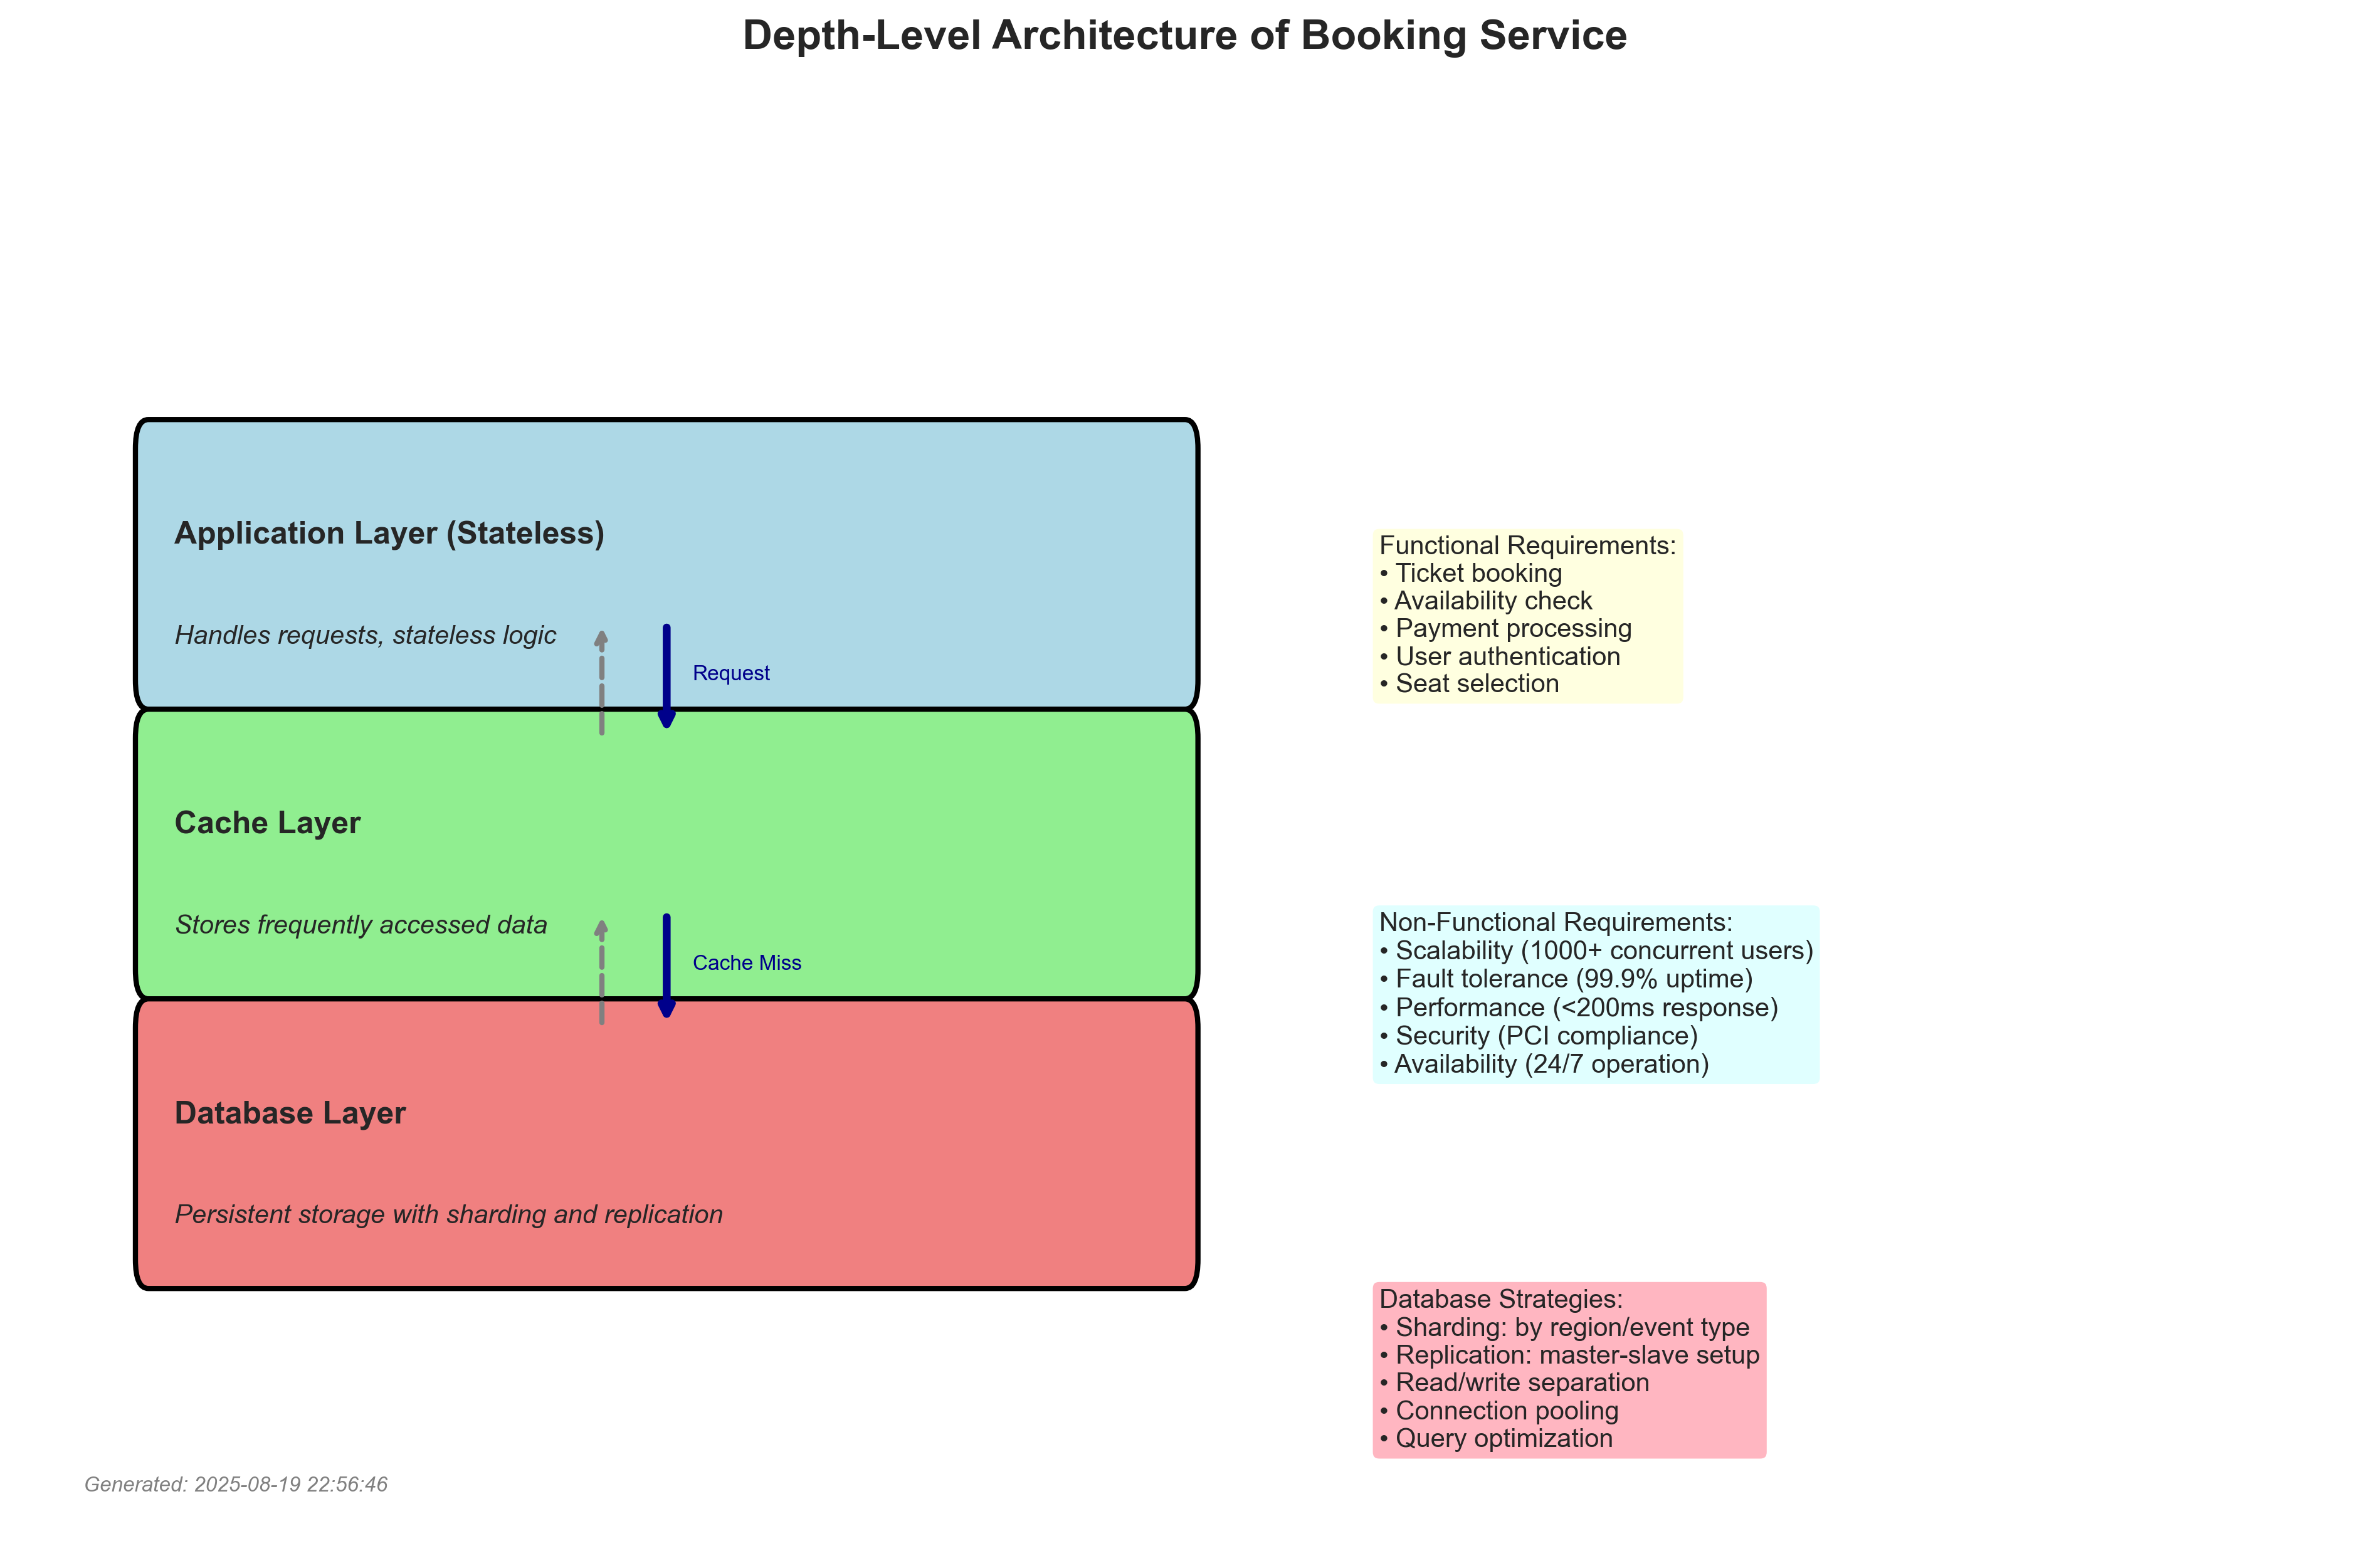 Depth-Level Architecture of Booking Service
Application Layer (Stateless)
Handles requests, stateless logic
Request
Cache Layer
Stores frequently accessed data
Cache Miss
Database Layer
Persistent storage with sharding and replication
Functional Requirements:
• Ticket booking
• Availability check
• Payment processing
• User authentication
• Seat selection
Non-Functional Requirements:
• Scalability (1000+ concurrent users)
• Fault tolerance (99.9% uptime)
• Performance (<200ms response)
• Security (PCI compliance)
• Availability (24/7 operation)
Database Strategies:
• Sharding: by region/event type
• Replication: master-slave setup
• Read/write separation
• Connection pooling
• Query optimization
Generated: 2025-08-19 22:56:46